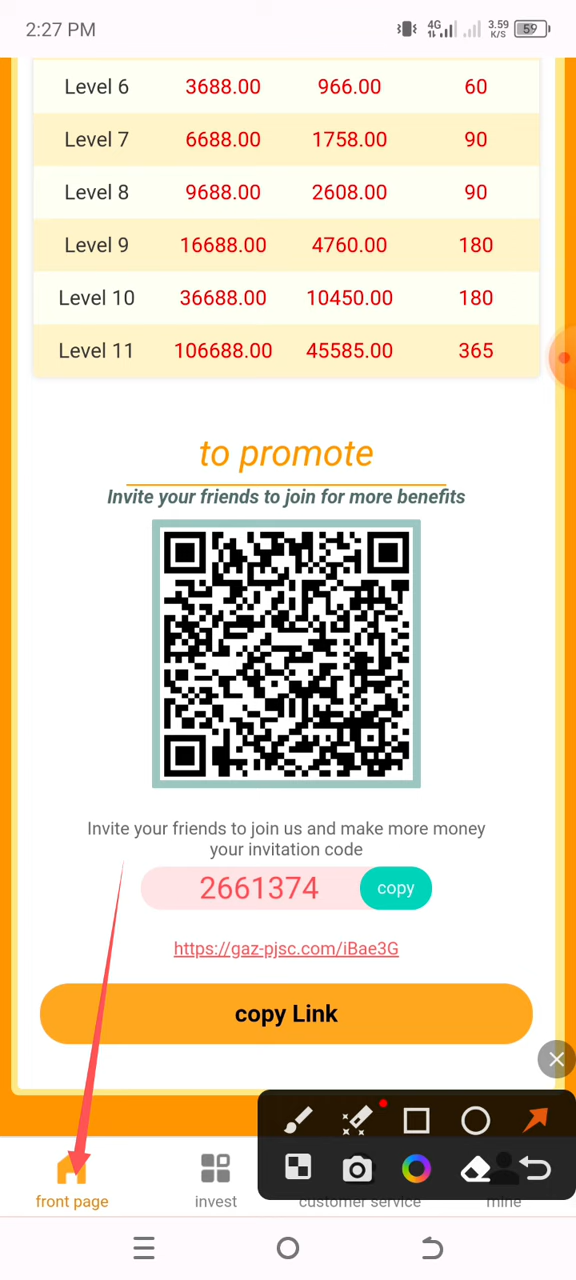 2:27 PM 4G 3.59 K/S 59
Level 6 3688.00 966.00 60
Level 7 6688.00 1758.00 90
Level 8 9688.00 2608.00 90
Level 9 16688.00 4760.00 180
Level 10 36688.00 10450.00 180
Level 11 106688.00 45585.00 365
to promote
Invite your friends to join for more benefits
Invite your friends to join us and make more money
your invitation code
2661374 copy
https://gaz-pjsc.com/iBae3G
copy Link
front page invest customer service mine